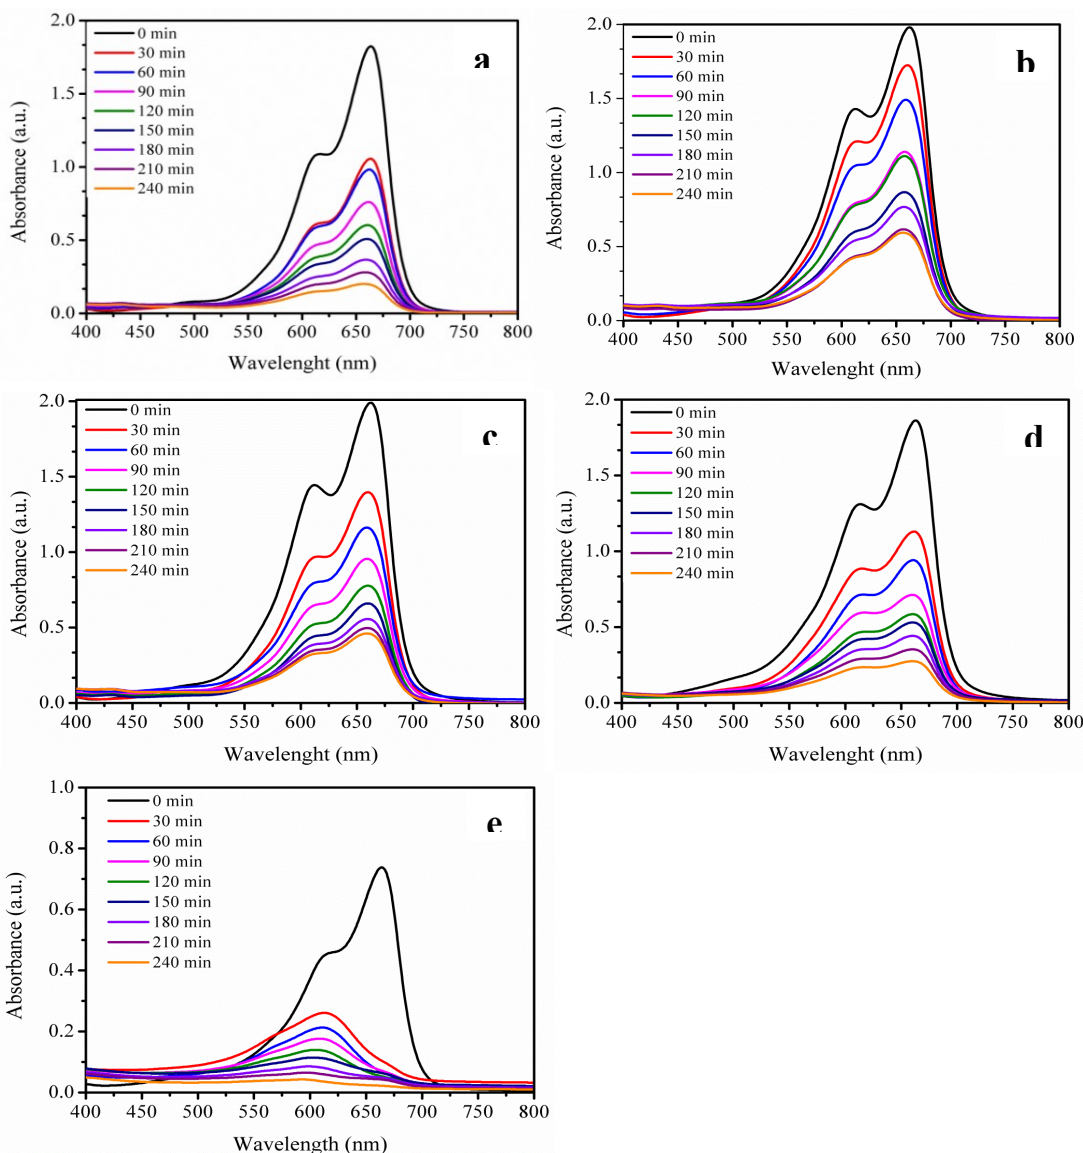 a
0 min
30 min
60 min
90 min
120 min
150 min
180 min
210 min
240 min
2.0
1.5
1.0
0.5
0.0
Absorbance (a.u.)
400 450 500 550 600 650 700 750 800
Wavelenght (nm)
b
0 min
30 min
60 min
90 min
120 min
150 min
180 min
210 min
240 min
2.0
1.5
1.0
0.5
0.0
Absorbance (a.u.)
400 450 500 550 600 650 700 750 800
Wavelenght (nm)
c
0 min
30 min
60 min
90 min
120 min
150 min
180 min
210 min
240 min
2.0
1.5
1.0
0.5
0.0
Absorbance (a.u.)
400 450 500 550 600 650 700 750 800
Wavelenght (nm)
d
0 min
30 min
60 min
90 min
120 min
150 min
180 min
210 min
240 min
2.0
1.5
1.0
0.5
0.0
Absorbance (a.u.)
400 450 500 550 600 650 700 750 800
Wavelenght (nm)
e
0 min
30 min
60 min
90 min
120 min
150 min
180 min
210 min
240 min
1.0
0.8
0.6
0.4
0.2
0.0
Absorbance (a.u.)
400 450 500 550 600 650 700 750 800
Wavelength (nm)